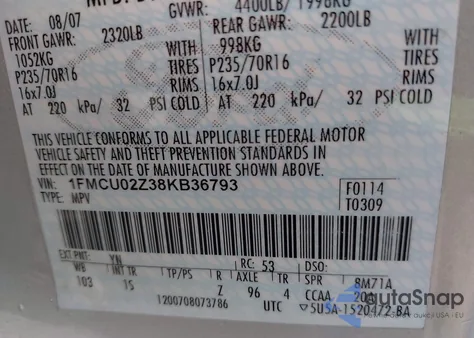 DATE: 08/07
GVWR: 4400LB/ 1998KG
FRONT GAWR: 2320LB REAR GAWR: 2200LB
1052KG WITH 998KG WITH
P235/70R16 TIRES P235/70R16 TIRES
16x7.0J RIMS 16x7.0J RIMS
AT 220 kPa/ 32 PSI COLD AT 220 kPa/ 32 PSI COLD
THIS VEHICLE CONFORMS TO ALL APPLICABLE FEDERAL MOTOR
VEHICLE SAFETY AND THEFT PREVENTION STANDARDS IN
EFFECT ON THE DATE OF MANUFACTURE SHOWN ABOVE.
VIN: 1FMCU02Z38KB36793 F0114
TYPE: MPV T0309
EXT PNT: YN RC: 53 DSO:
WB INT TR TP/PS R AXLE TR SPR 8M71A
103 15 Z 96 4 CCAA
1200708073786 UTC 5U5A-1520472-BA
autaSnap